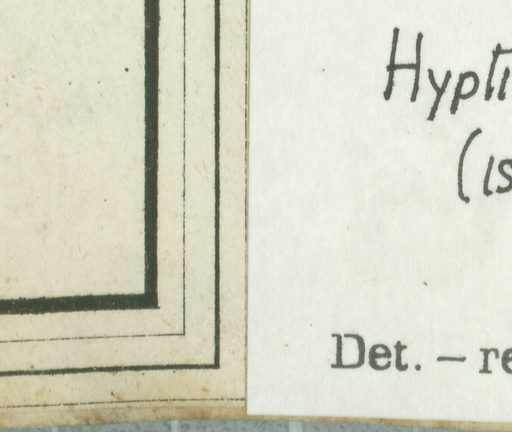 Hypti
(is
Det. – re